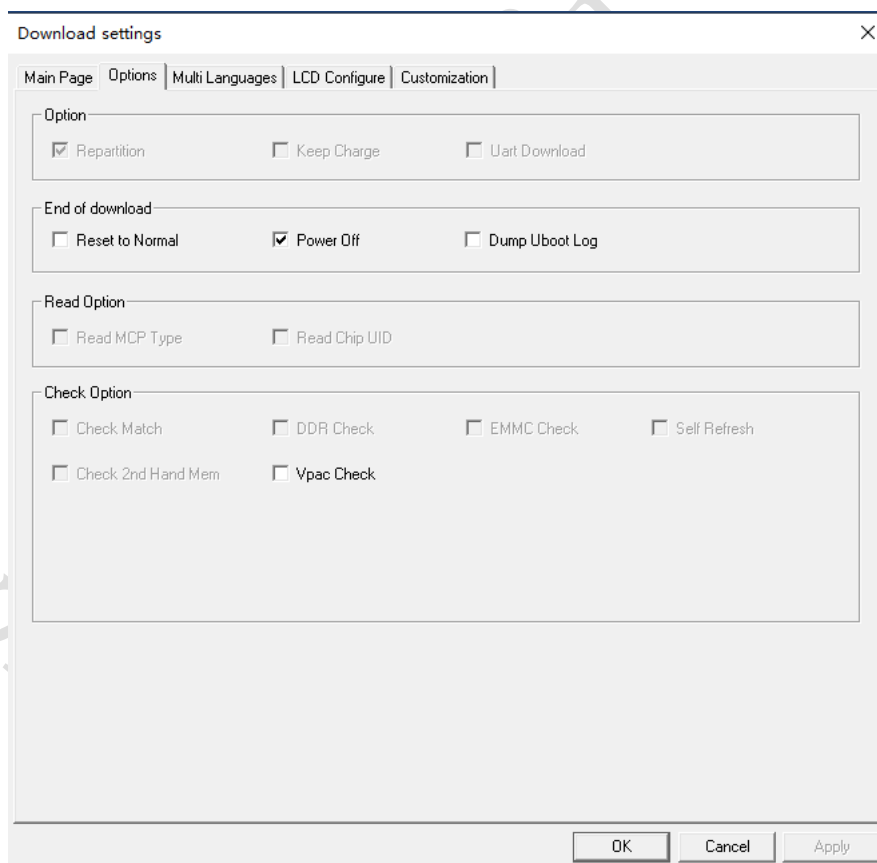 Download settings
Main Page Options Multi Languages LCD Configure Customization
Option
Repartition Keep Charge Uart Download
End of download
Reset to Normal Power Off Dump Uboot Log
Read Option
Read MCP Type Read Chip UID
Check Option
Check Match DDR Check EMMC Check Self Refresh
Check 2nd Hand Mem Vpac Check
OK Cancel Apply